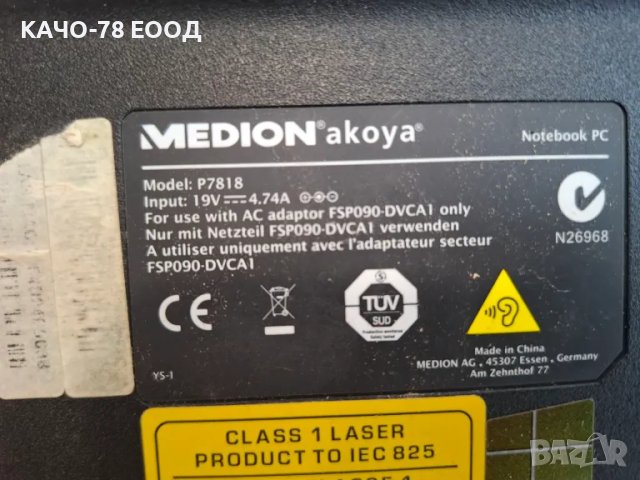 КАЧО-78 ЕООД
MEDION® akoya®
Notebook PC
Model: P7818
Input: 19V 4.74A
For use with AC adaptor FSP090-DVCA1 only
Nur mit Netzteil FSP090-DVCA1 verwenden
A utiliser uniquement avec l'adaptateur secteur
FSP090-DVCA1
N26968
CE
TÜV
SUD
Made in China
MEDION AG , 45307 Essen , Germany
Am Zehnthof 77
YS-I
CLASS 1 LASER
PRODUCT TO IEC 825
BAZAR